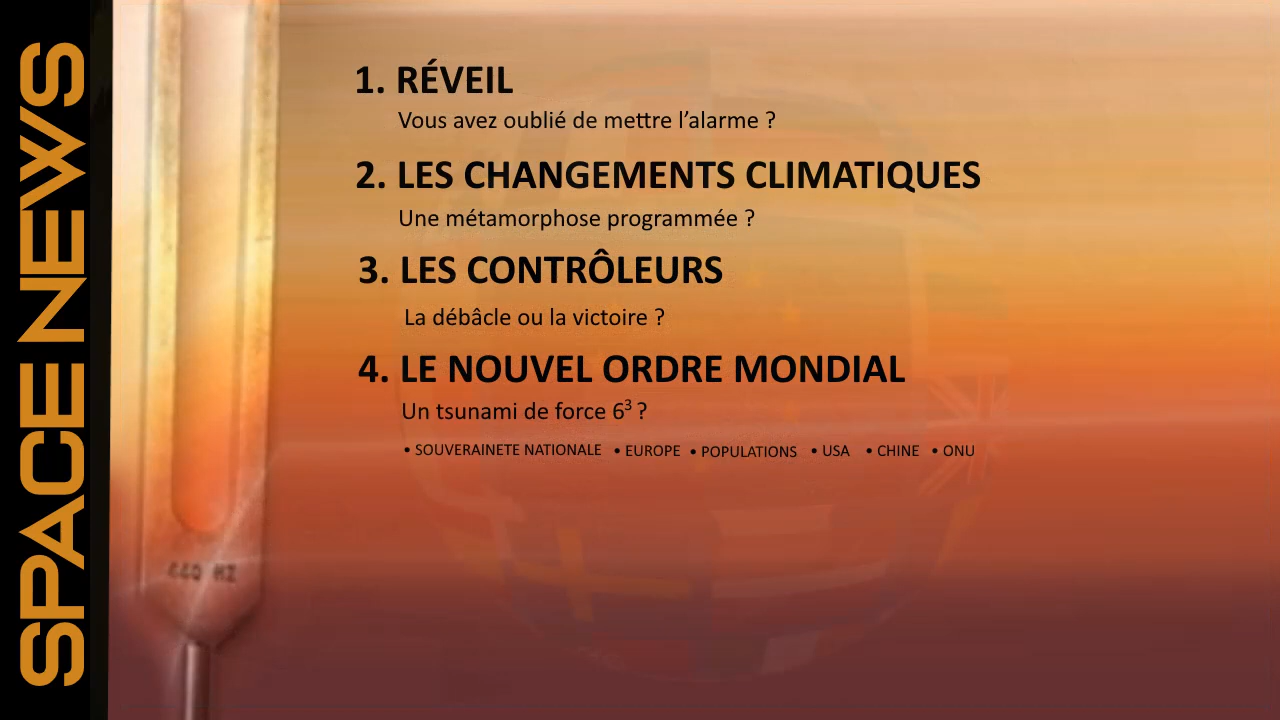 SPACE NEWS
1. RÉVEIL
Vous avez oublié de mettre l’alarme ?
2. LES CHANGEMENTS CLIMATIQUES
Une métamorphose programmée ?
3. LES CONTRÔLEURS
La débâcle ou la victoire ?
4. LE NOUVEL ORDRE MONDIAL
Un tsunami de force 6³ ?
• SOUVERAINETE NATIONALE • EUROPE • POPULATIONS • USA • CHINE • ONU
440 HZ